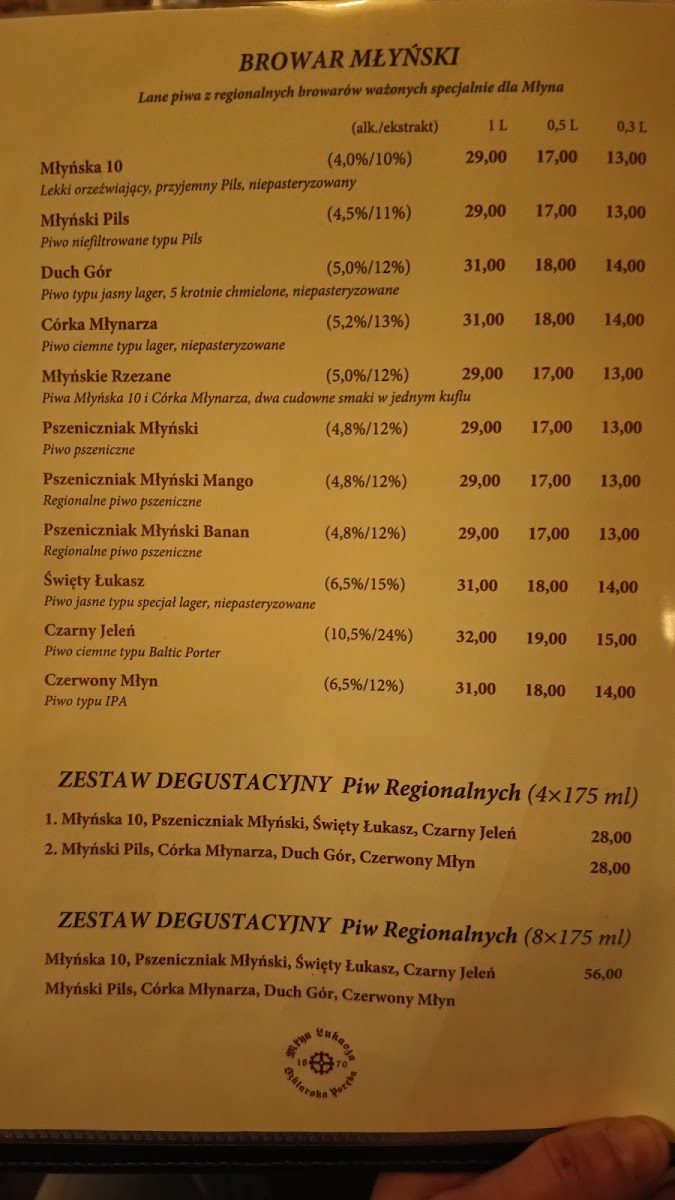 BROWAR MŁYŃSKI
Lane piwa z regionalnych browarów ważonych specjalnie dla Młyna
(alk./ekstrakt) 1 L 0,5 L 0,3 L
Młyńska 10 (4,0%/10%) 29,00 17,00 13,00
Lekki orzeźwiający, przyjemny Pils, niepasteryzowany
Młyński Pils (4,5%/11%) 29,00 17,00 13,00
Piwo niefiltrowane typu Pils
Duch Gór (5,0%/12%) 31,00 18,00 14,00
Piwo typu jasny lager, 5 krotnie chmielone, niepasteryzowane
Córka Młynarza (5,2%/13%) 31,00 18,00 14,00
Piwo ciemne typu lager, niepasteryzowane
Młyńskie Rzezane (5,0%/12%) 29,00 17,00 13,00
Piwa Młyńska 10 i Córka Młynarza, dwa cudowne smaki w jednym kuflu
Pszeniczniak Młyński (4,8%/12%) 29,00 17,00 13,00
Piwo pszeniczne
Pszeniczniak Młyński Mango (4,8%/12%) 29,00 17,00 13,00
Regionalne piwo pszeniczne
Pszeniczniak Młyński Banan (4,8%/12%) 29,00 17,00 13,00
Regionalne piwo pszeniczne
Święty Łukasz (6,5%/15%) 31,00 18,00 14,00
Piwo jasne typu specjał lager, niepasteryzowane
Czarny Jeleń (10,5%/24%) 32,00 19,00 15,00
Piwo ciemne typu Baltic Porter
Czerwony Młyn (6,5%/12%) 31,00 18,00 14,00
Piwo typu IPA
ZESTAW DEGUSTACYJNY Piw Regionalnych (4×175 ml)
1. Młyńska 10, Pszeniczniak Młyński, Święty Łukasz, Czarny Jeleń 28,00
2. Młyński Pils, Córka Młynarza, Duch Gór, Czerwony Młyn 28,00
ZESTAW DEGUSTACYJNY Piw Regionalnych (8×175 ml)
Młyńska 10, Pszeniczniak Młyński, Święty Łukasz, Czarny Jeleń 56,00
Młyński Pils, Córka Młynarza, Duch Gór, Czerwony Młyn
Młyn Łukasza
18 70
Szklarska Poręba